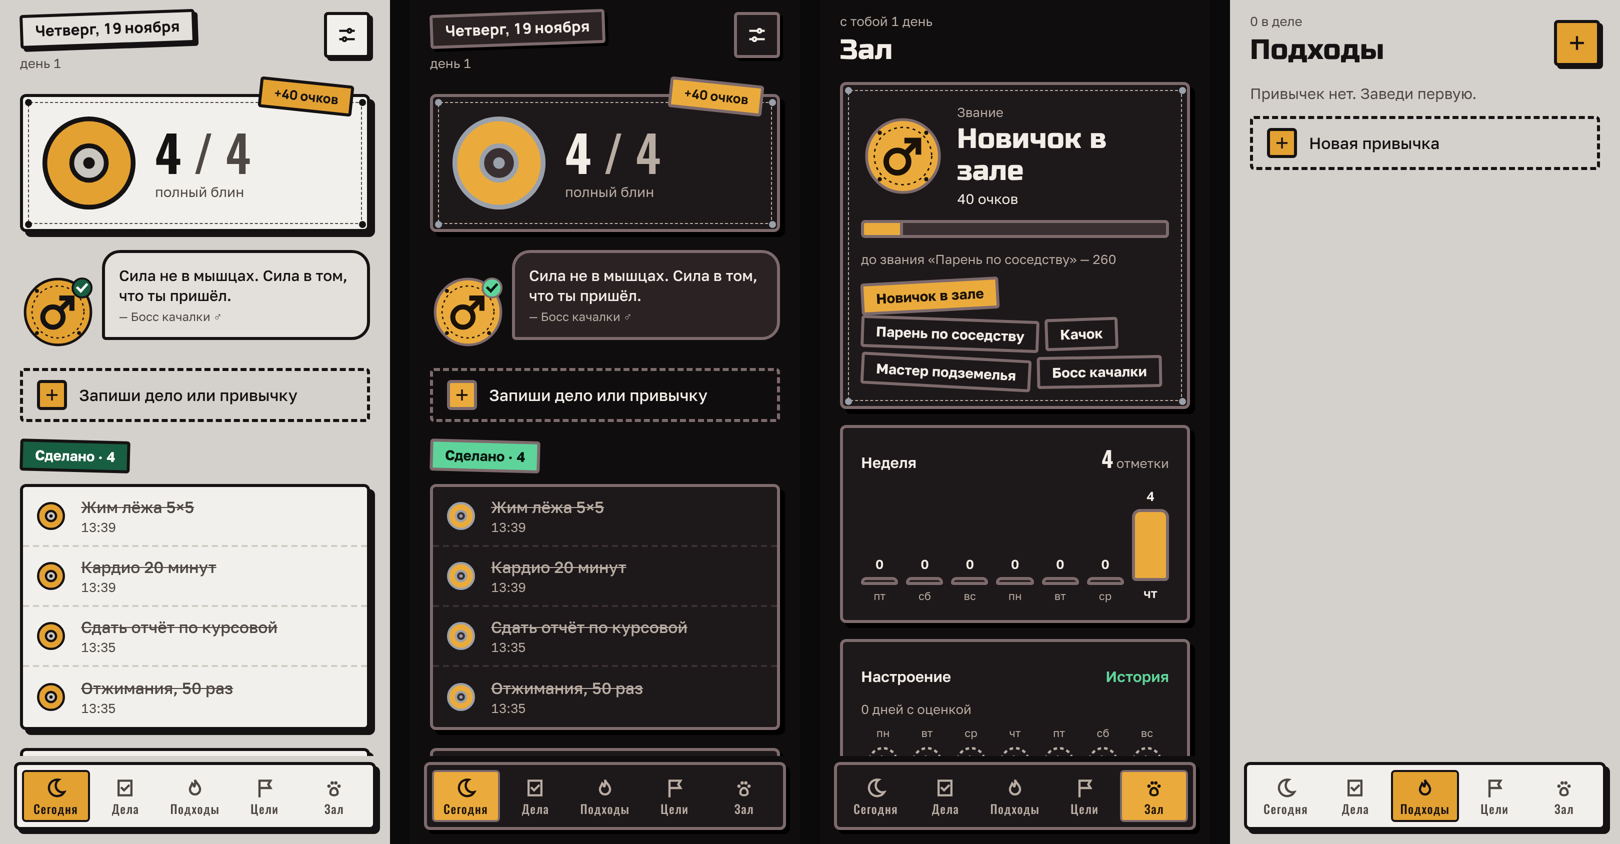 Четверг, 19 ноября
день 1
+40 очков
4 / 4
полный блин
Сила не в мышцах. Сила в том,
что ты пришёл.
— Босс качалки ♂
Запиши дело или привычку
Сделано · 4
Жим лёжа 5×5
13:39
Кардио 20 минут
13:39
Сдать отчёт по курсовой
13:35
Отжимания, 50 раз
13:35
Сегодня
Дела
Подходы
Цели
Зал
Четверг, 19 ноября
день 1
+40 очков
4 / 4
полный блин
Сила не в мышцах. Сила в том,
что ты пришёл.
— Босс качалки ♂
Запиши дело или привычку
Сделано · 4
Жим лёжа 5×5
13:39
Кардио 20 минут
13:39
Сдать отчёт по курсовой
13:35
Отжимания, 50 раз
13:35
Сегодня
Дела
Подходы
Цели
Зал
с тобой 1 день
Зал
Звание
Новичок в
зале
40 очков
до звания «Парень по соседству» — 260
Новичок в зале
Парень по соседству
Качок
Мастер подземелья
Босс качалки
Неделя
4 отметки
0 0 0 0 0 0 4
пт сб вс пн вт ср чт
Настроение
История
0 дней с оценкой
пн вт ср чт пт сб вс
Сегодня
Дела
Подходы
Цели
Зал
0 в деле
Подходы
Привычек нет. Заведи первую.
Новая привычка
Сегодня
Дела
Подходы
Цели
Зал